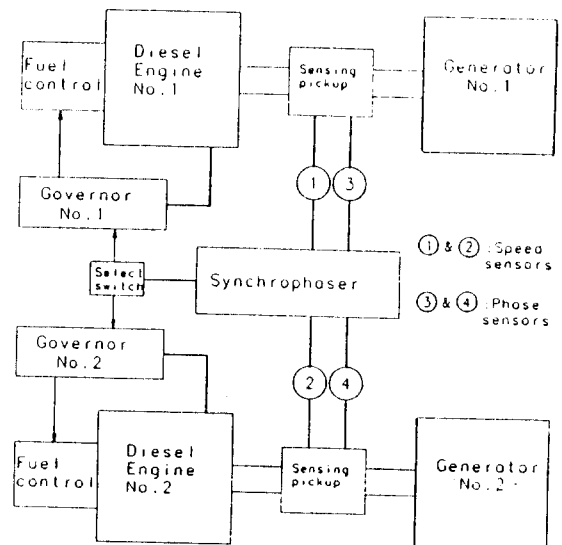 Fuel
control
Diesel
Engine
No.1
Sensing
pickup
Generator
No.1
1
3
Governor
No.1
Select
switch
Synchrophaser
1 & 2 : Speed
sensors
3 & 4 : Phase
sensors
Governor
No.2
2
4
Fuel
control
Diesel
Engine
No.2
Sensing
pickup
Generator
No.2